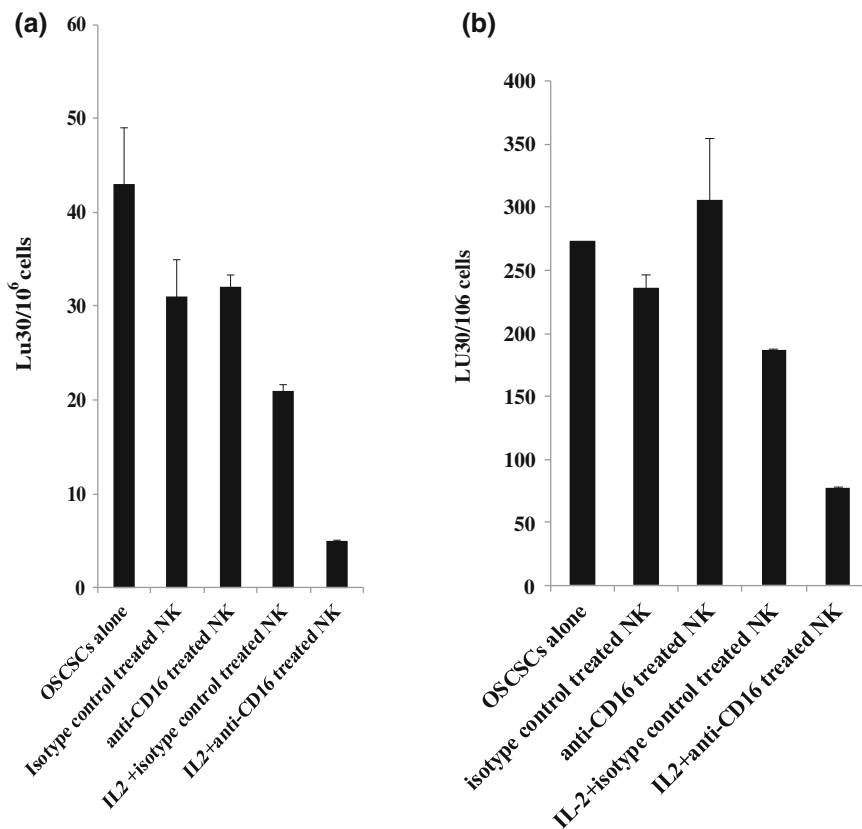 (a)
60
50
40
30
20
10
0
Lu30/10⁶ cells
OSCSCs alone
Isotype control treated NK
anti-CD16 treated NK
IL2 +isotype control treated NK
IL2+anti-CD16 treated NK
(b)
400
350
300
250
200
150
100
50
0
LU30/106 cells
OSCSCs alone
isotype control treated NK
anti-CD16 treated NK
IL-2+isotype control treated NK
IL2+anti-CD16 treated NK